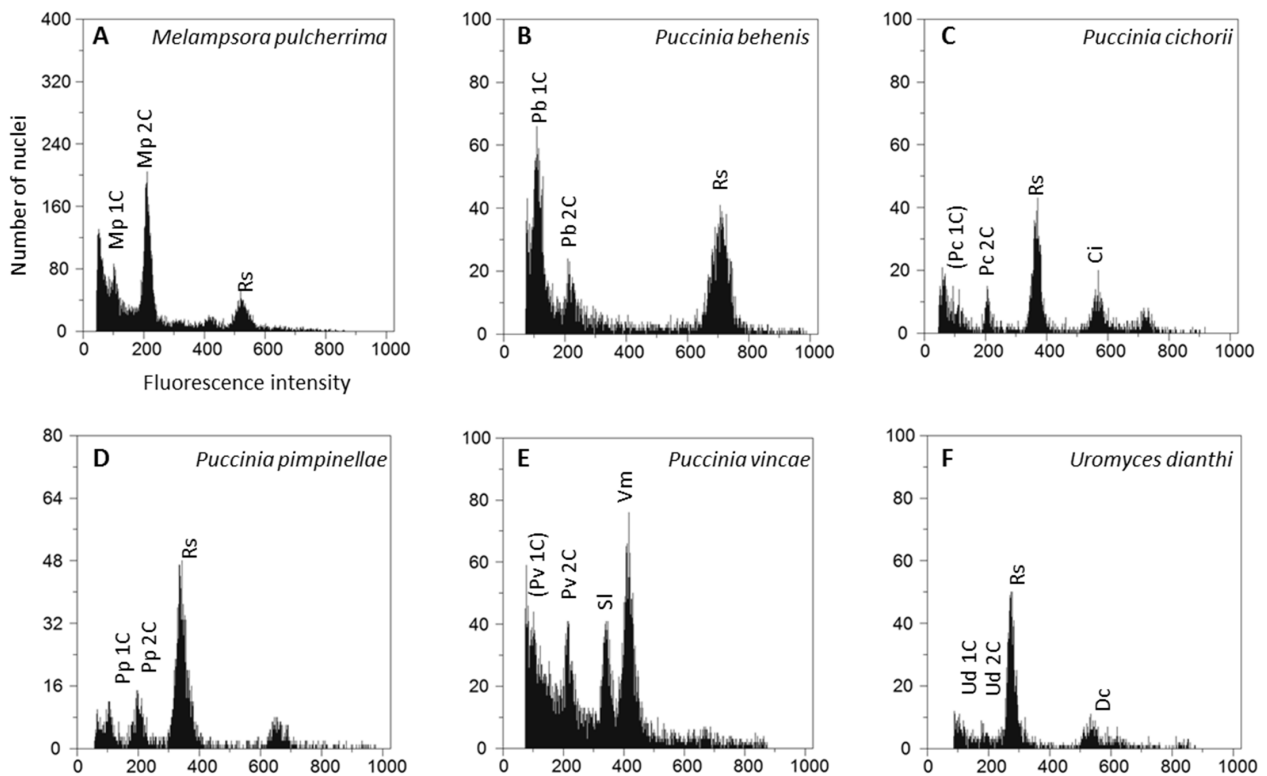 A Melampsora pulcherrima
400
320
240
160
80
0
Number of nuclei
Mp 1C
Mp 2C
Rs
0 200 400 600 800 1000
Fluorescence intensity
B Puccinia behenis
100
80
60
40
20
0
Pb 1C
Pb 2C
Rs
0 200 400 600 800 1000
C Puccinia cichorii
100
80
60
40
20
0
(Pc 1C)
Pc 2C
Rs
Ci
0 200 400 600 800 1000
D Puccinia pimpinellae
80
64
48
32
16
0
Pp 1C
Pp 2C
Rs
0 200 400 600 800 1000
E Puccinia vincae
100
80
60
40
20
0
(Pv 1C)
Pv 2C
Sl
Vm
0 200 400 600 800 1000
F Uromyces dianthi
100
80
60
40
20
0
Ud 1C
Ud 2C
Rs
Dc
0 200 400 600 800 1000